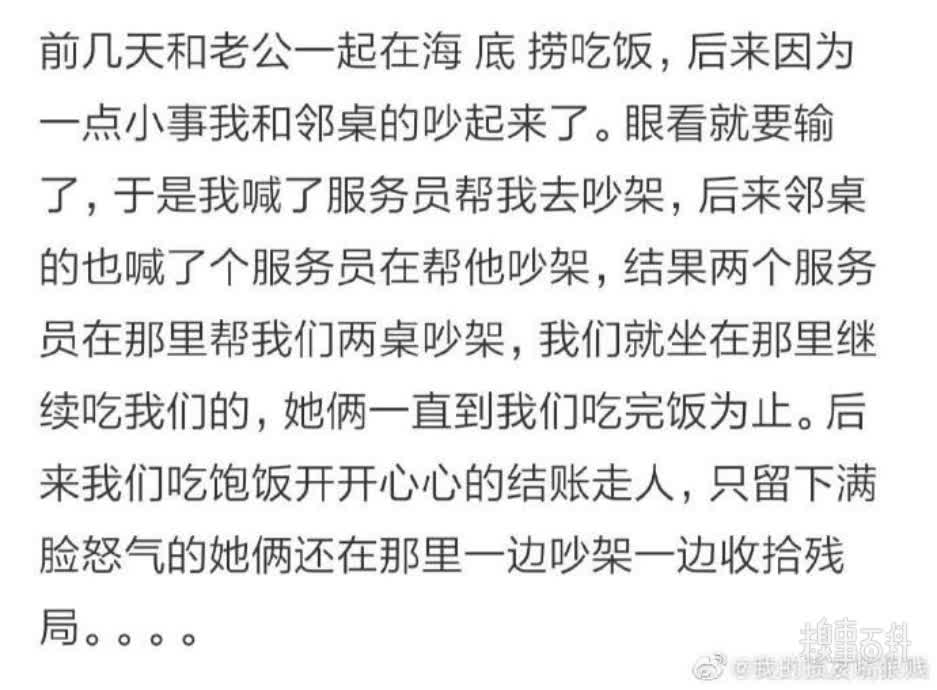 前几天和老公一起在海 底 捞吃饭，后来因为
一点小事我和邻桌的吵起来了。眼看就要输
了，于是我喊了服务员帮我去吵架，后来邻桌
的也喊了个服务员在帮他吵架，结果两个服务
员在那里帮我们两桌吵架，我们就坐在那里继
续吃我们的，她俩一直到我们吃完饭为止。后
来我们吃饱饭开开心心的结账走人，只留下满
脸怒气的她俩还在那里一边吵架一边收拾残
局。。。。